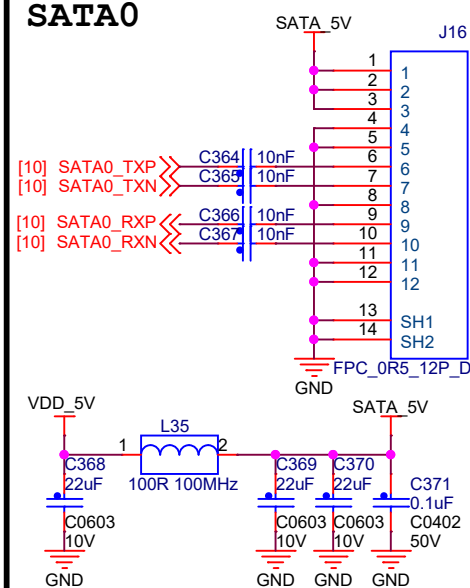 SATA0
SATA_5V
J16
1 1
2 2
3 3
4 4
5 5
[10] SATA0_TXP C364 10nF 6 6
[10] SATA0_TXN C365 10nF 7 7
8 8
[10] SATA0_RXP C366 10nF 9 9
[10] SATA0_RXN C367 10nF 10 10
11 11
12 12
13 SH1
14 SH2
GND
FPC_0R5_12P_D
VDD_5V
SATA_5V
1 L35 2
100R 100MHz
C368
22uF
C0603
10V
GND
C369
22uF
C0603
10V
GND
C370
22uF
C0603
10V
GND
C371
0.1uF
C0402
50V
GND